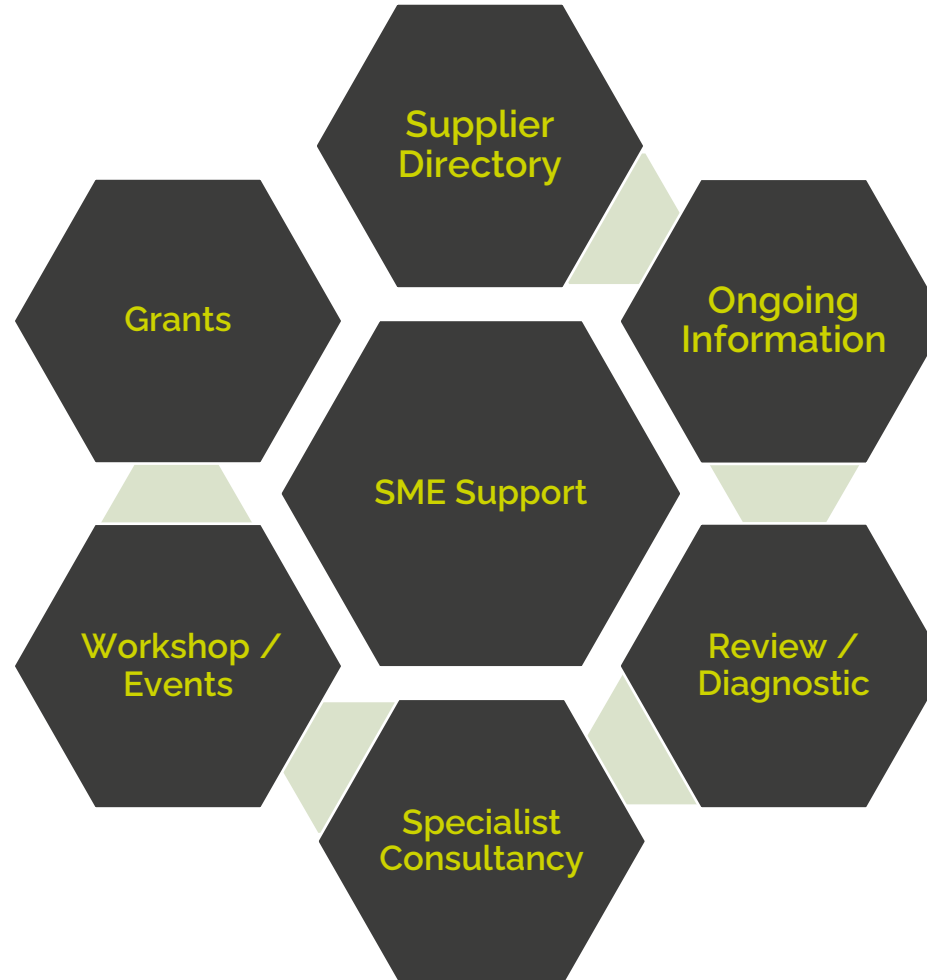 Supplier
Directory
Ongoing
Information
Grants
SME Support
Review /
Diagnostic
Workshop /
Events
Specialist
Consultancy